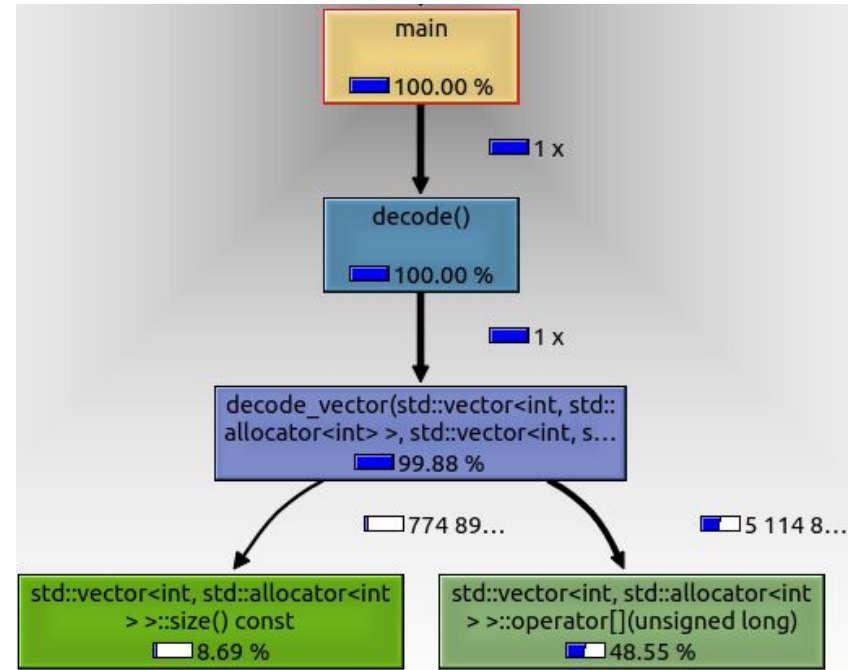 main
100.00 %
1 x
decode()
100.00 %
1 x
decode_vector(std::vector<int, std::
allocator<int> >, std::vector<int, s...
99.88 %
774 89...
5 114 8...
std::vector<int, std::allocator<int
> >::size() const
8.69 %
std::vector<int, std::allocator<int
> >::operator[](unsigned long)
48.55 %